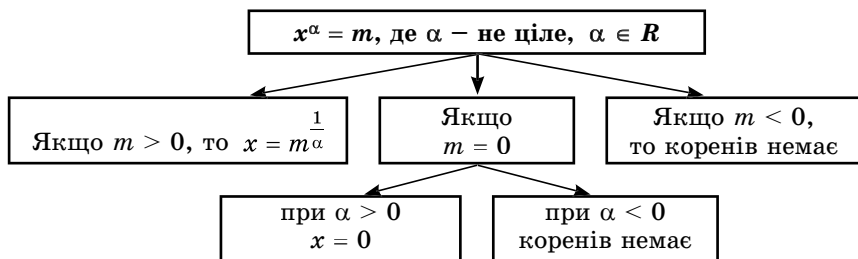 x^α = m, де α – не ціле, α ∈ R
Якщо m > 0, то x = m^(1/α)
Якщо
m = 0
Якщо m < 0,
то коренів немає
при α > 0
x = 0
при α < 0
коренів немає